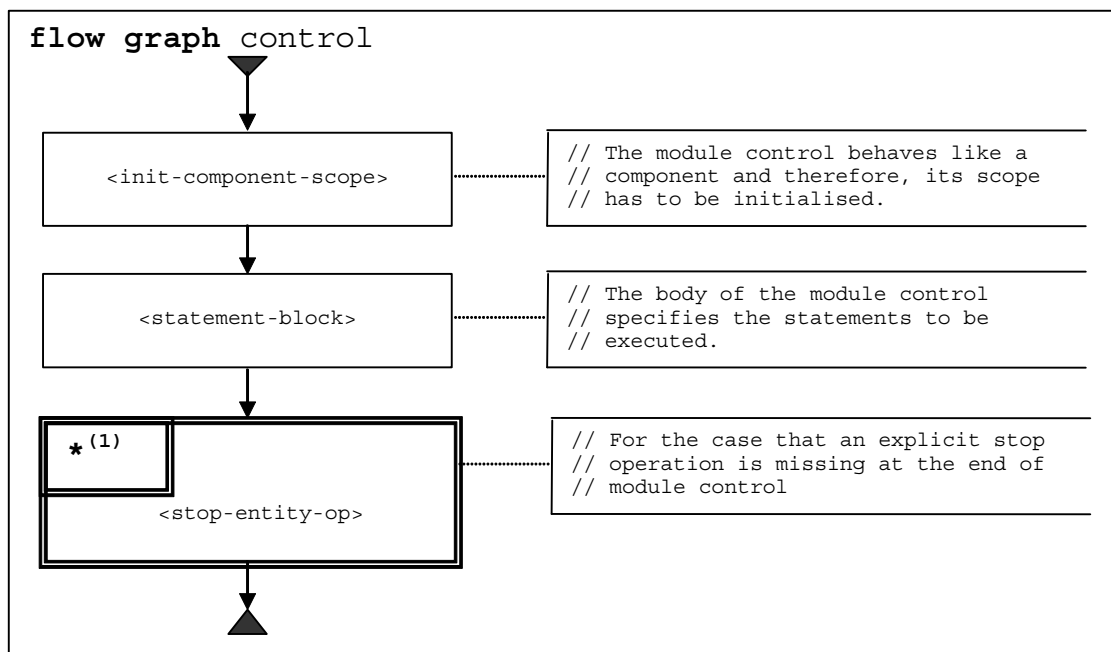 flow graph control
<init-component-scope>
// The module control behaves like a
// component and therefore, its scope
// has to be initialised.
<statement-block>
// The body of the module control
// specifies the statements to be
// executed.
*(1)
<stop-entity-op>
// For the case that an explicit stop
// operation is missing at the end of
// module control